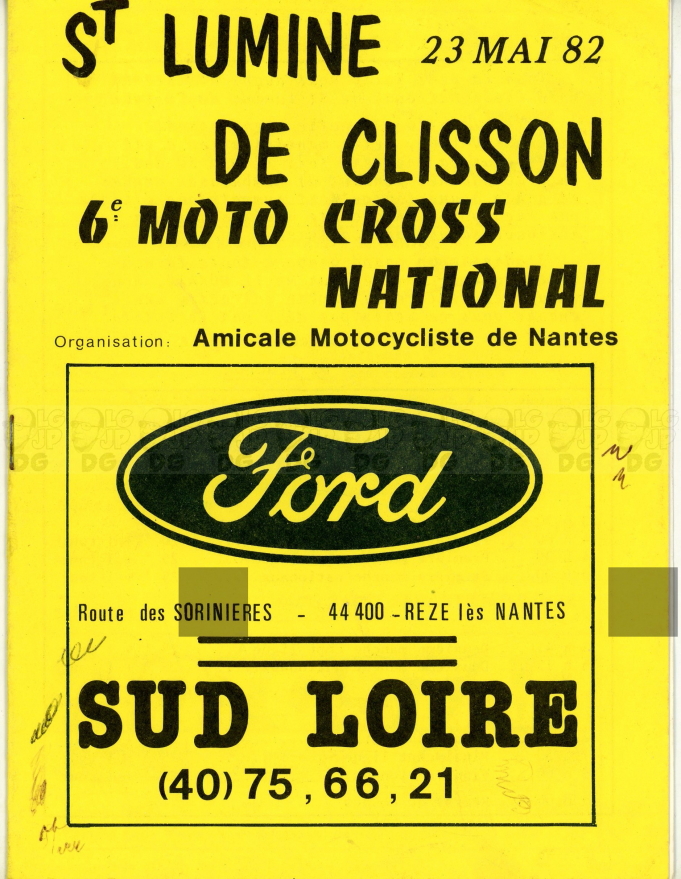 ST LUMINE 23 MAI 82
DE CLISSON
6e: MOTO CROSS
NATIONAL
Organisation: Amicale Motocycliste de Nantes
Ford
Route des SORINIERES - 44 400 - REZE lès NANTES
SUD LOIRE
(40) 75, 66, 21